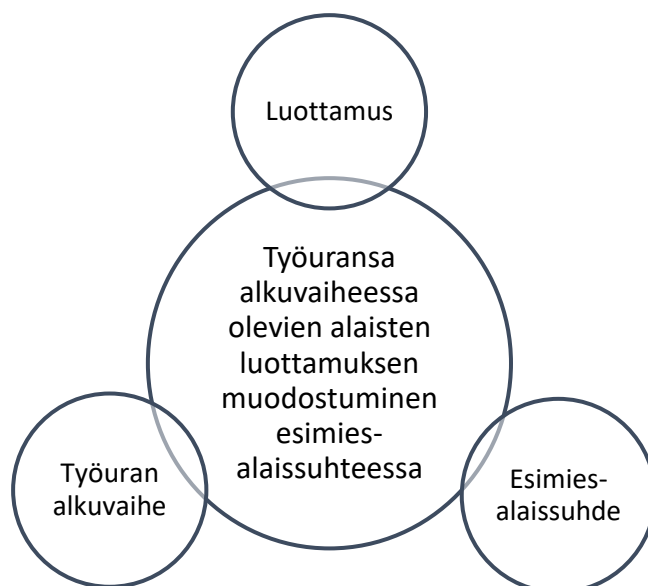 Luottamus
Työuransa
alkuvaiheessa
olevien alaisten
luottamuksen
muodostuminen
esimies-
alaissuhteessa
Työuran
alkuvaihe
Esimies-
alaissuhde